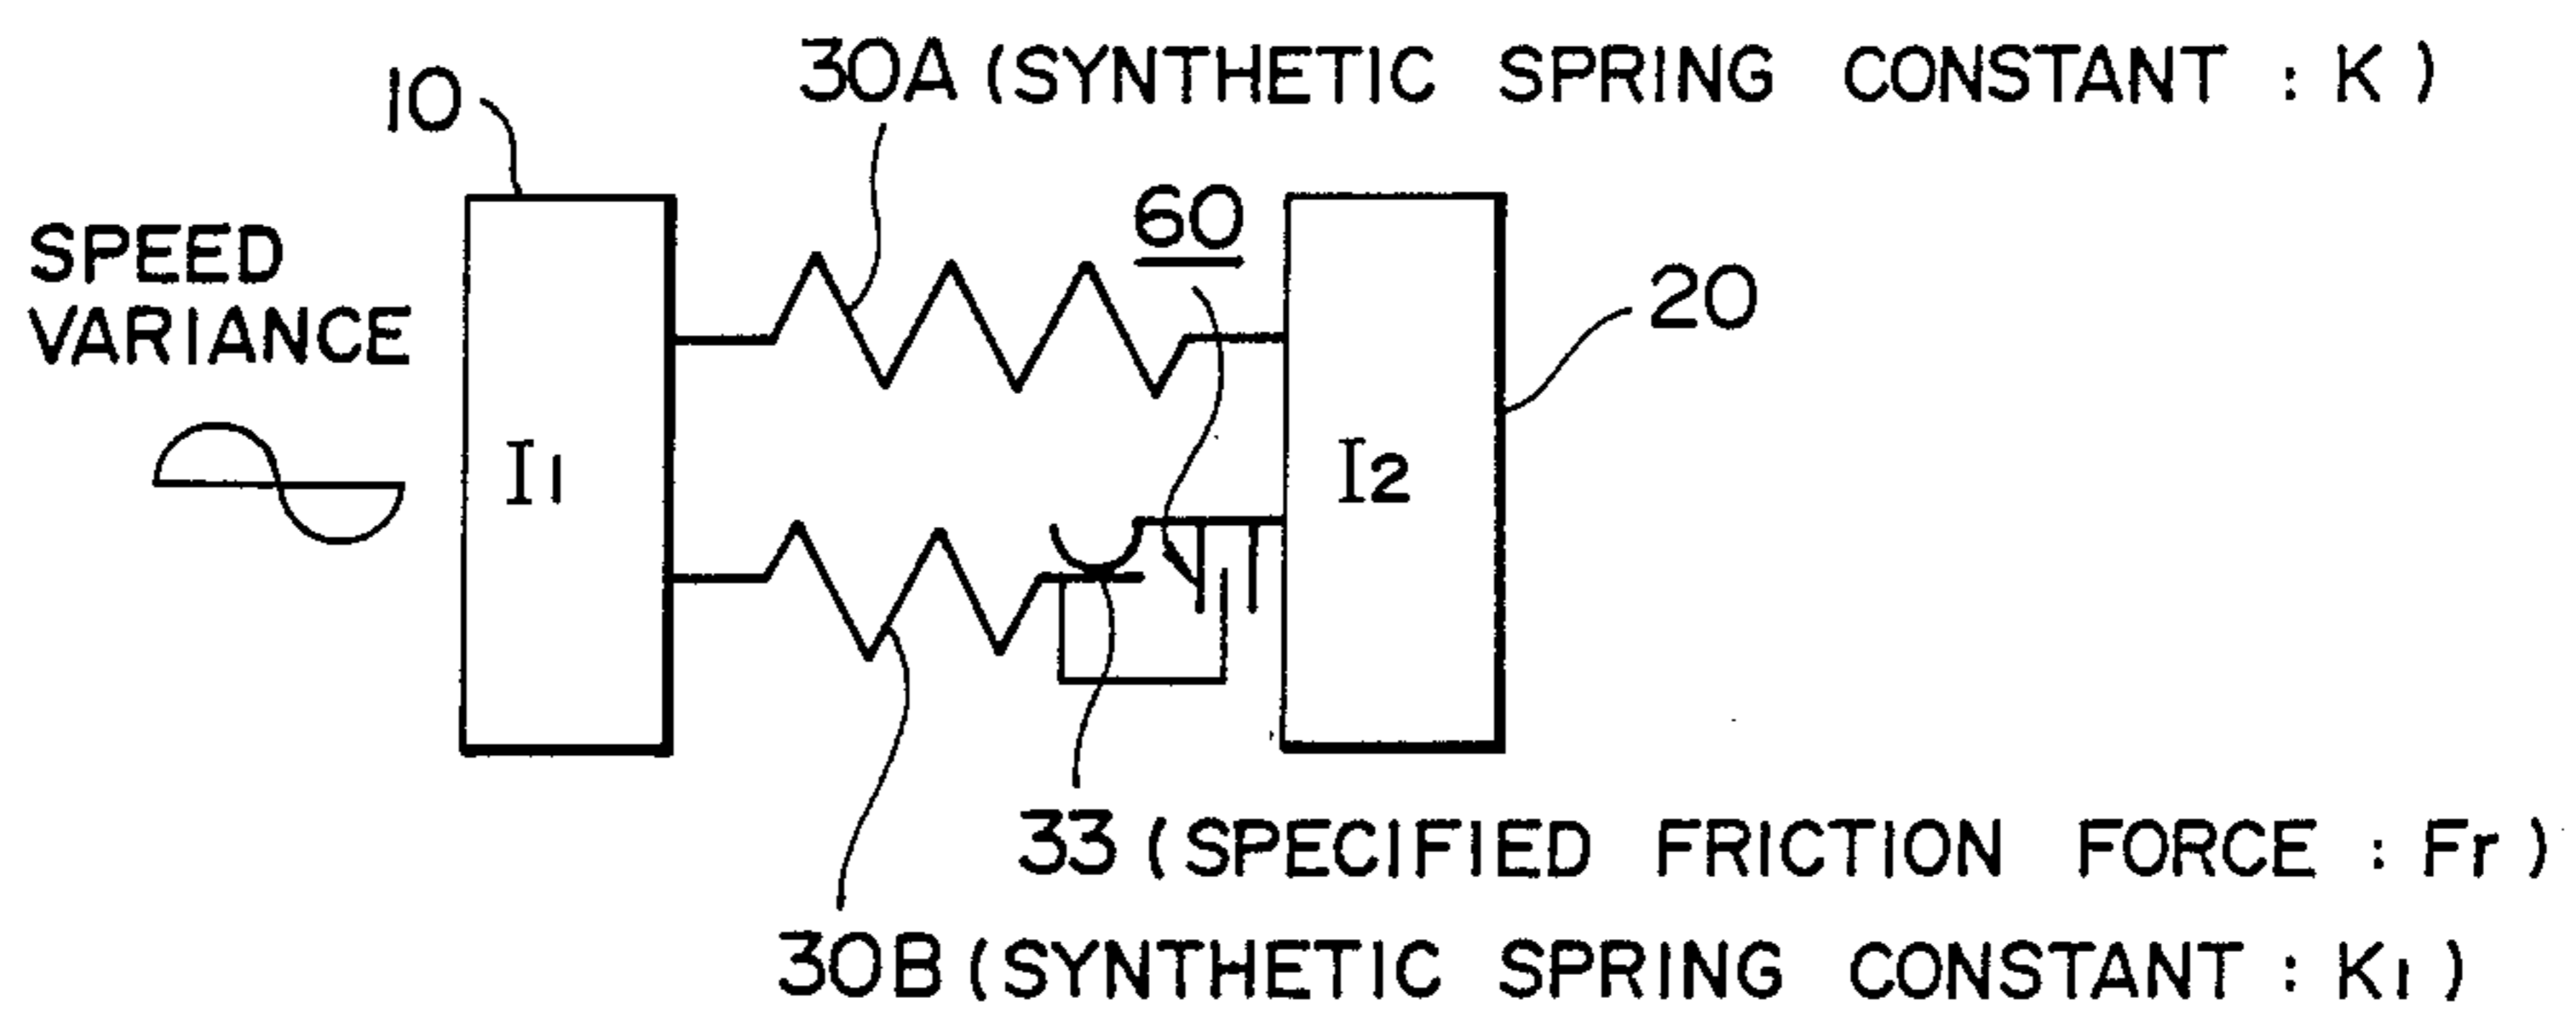 30A (SYNTHETIC SPRING CONSTANT : K )
10
60
SPEED
VARIANCE
20
I1
I2
33 (SPECIFIED FRICTION FORCE : Fr )
30B (SYNTHETIC SPRING CONSTANT : K1 )